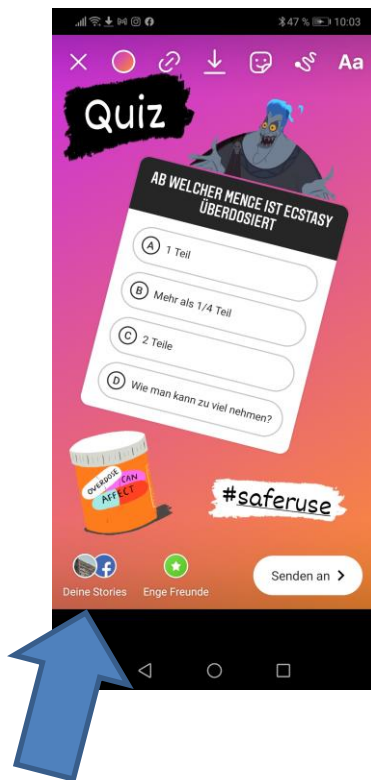 47 % 10:03
Aa
Quiz
AB WELCHER MENGE IST ECSTASY
ÜBERDOSIERT
A 1 Teil
B Mehr als 1/4 Teil
C 2 Teile
D Wie man kann zu viel nehmen?
OVERDOSE CAN
AFFECT
#saferuse
Deine Stories Enge Freunde Senden an >